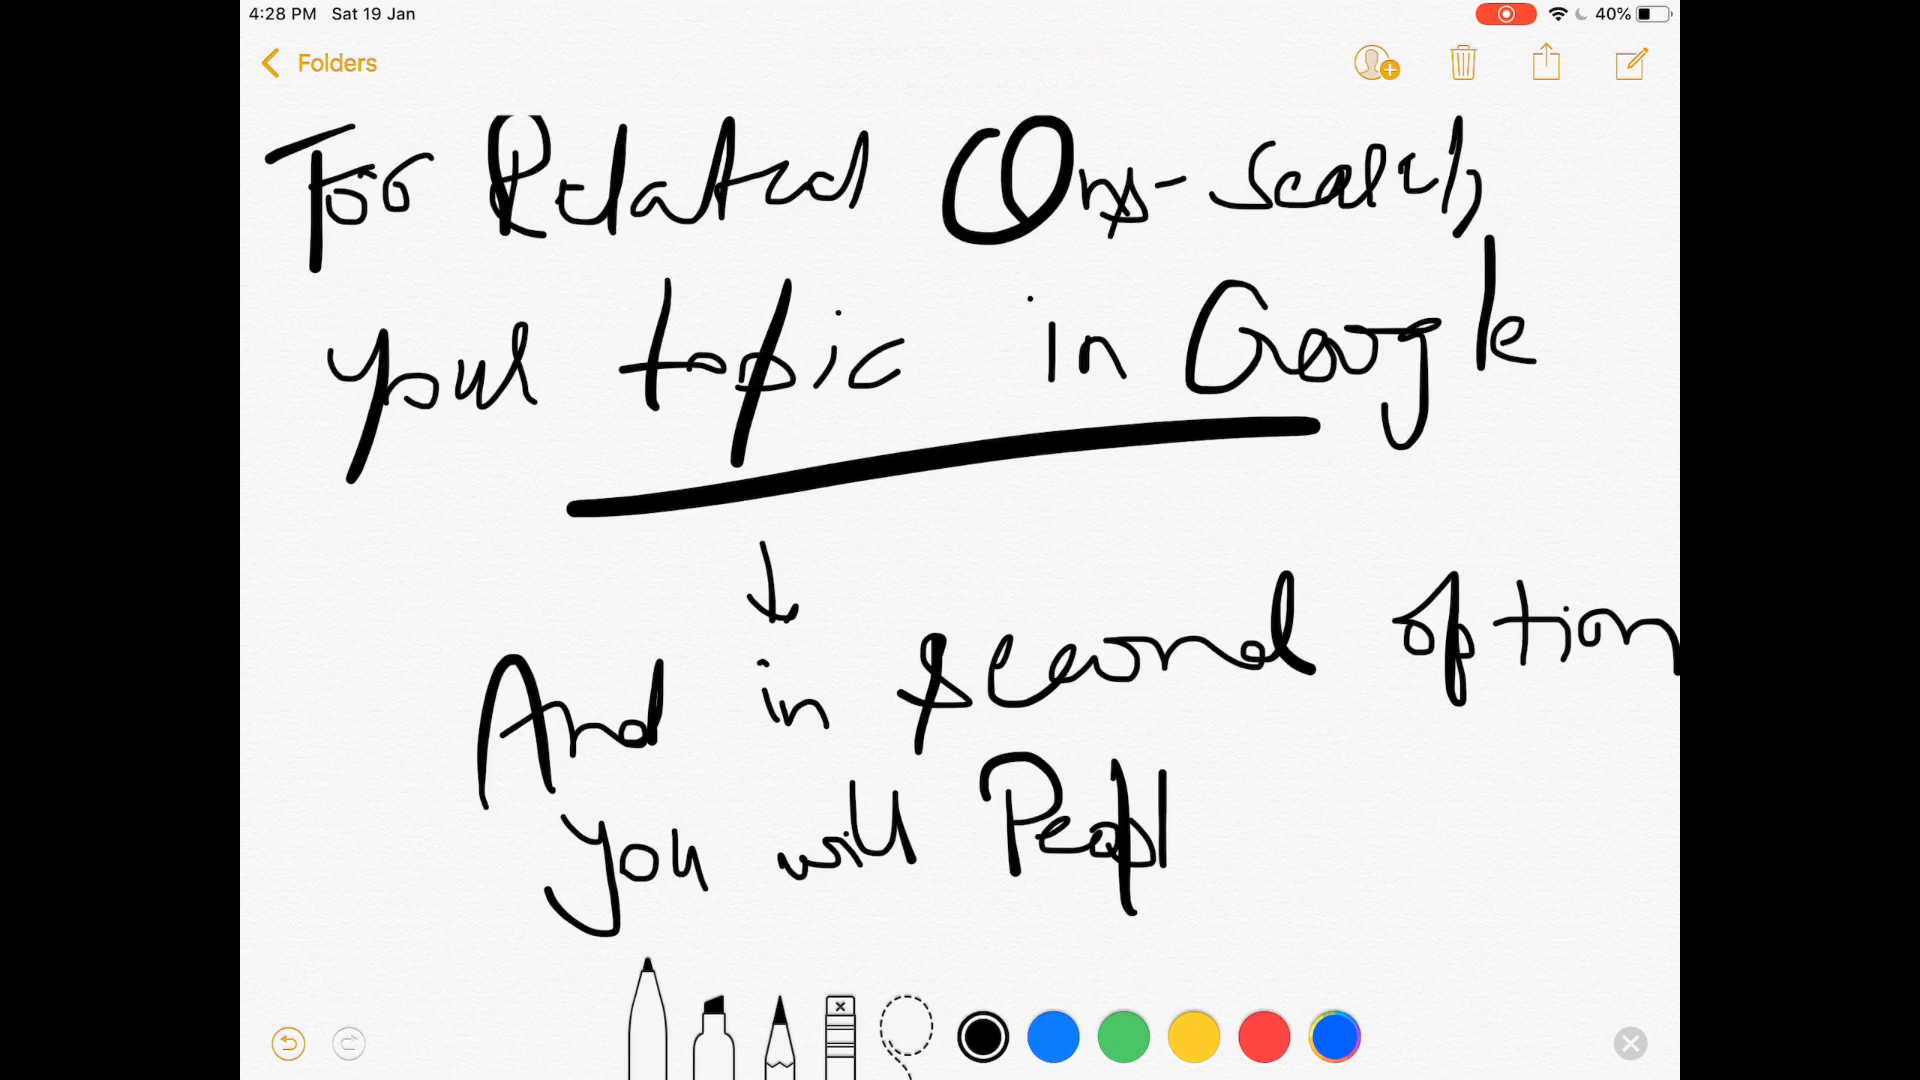 4:28 PM Sat 19 Jan 40%
Folders
For Related Qns-search
your topic in Google
And in second option
you will Peopl